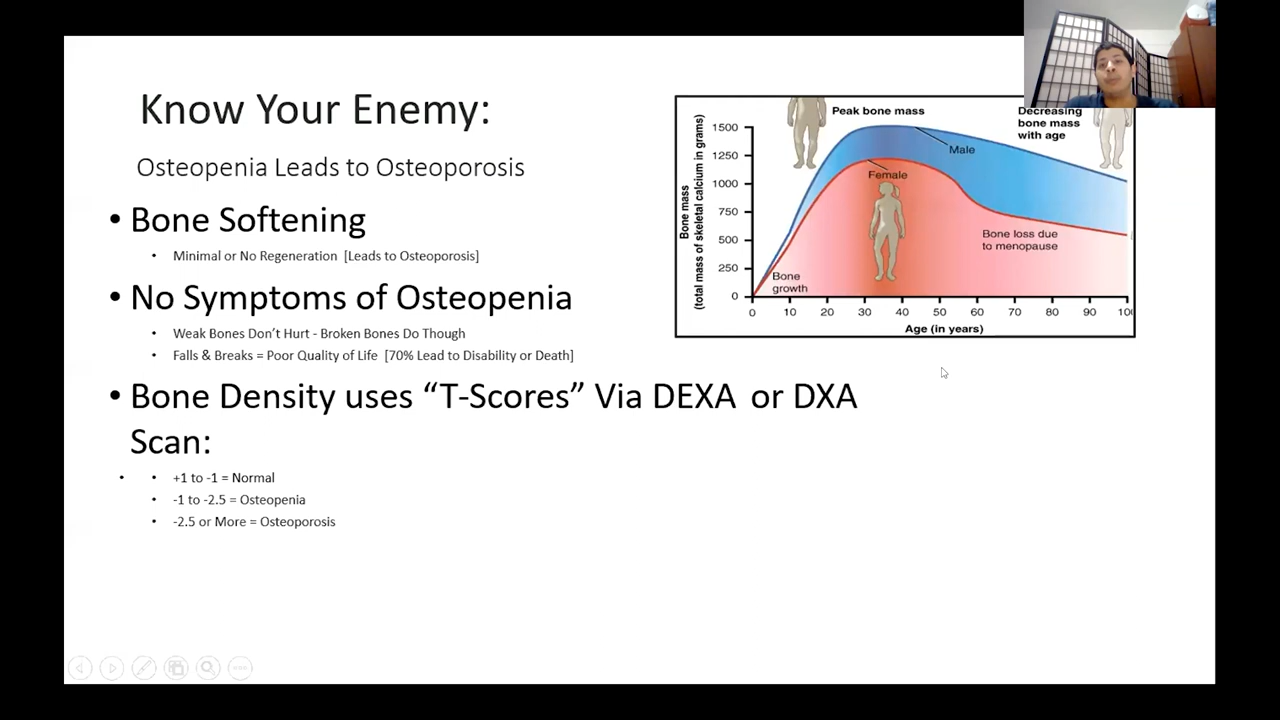 Know Your Enemy:
Osteopenia Leads to Osteoporosis
• Bone Softening
• Minimal or No Regeneration [Leads to Osteoporosis]
• No Symptoms of Osteopenia
• Weak Bones Don't Hurt - Broken Bones Do Though
• Falls & Breaks = Poor Quality of Life [70% Lead to Disability or Death]
• Bone Density uses “T-Scores” Via DEXA or DXA
Scan:
• • +1 to -1 = Normal
• -1 to -2.5 = Osteopenia
• -2.5 or More = Osteoporosis
Peak bone mass
Decreasing
bone mass
with age
Male
Female
Bone loss due
to menopause
Bone
growth
Bone mass
(total mass of skeletal calcium in grams)
1500
1250
1000
750
500
250
0
0 10 20 30 40 50 60 70 80 90 100
Age (in years)